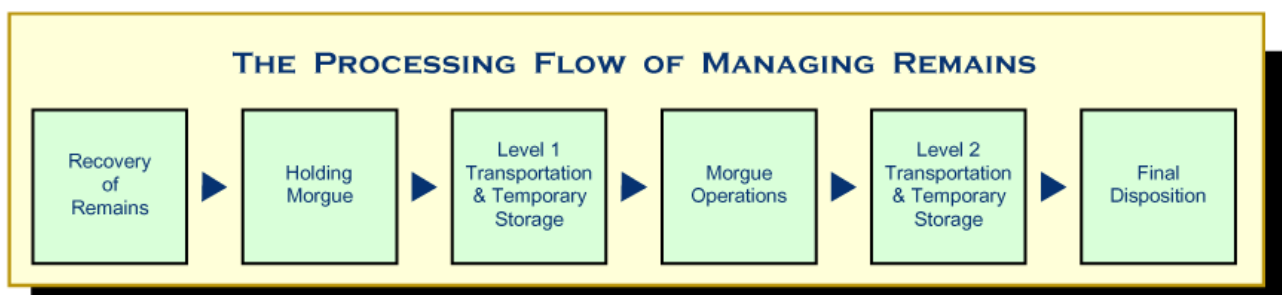 The Processing Flow of Managing Remains
Recovery
of
Remains
Holding
Morgue
Level 1
Transportation
& Temporary
Storage
Morgue
Operations
Level 2
Transportation
& Temporary
Storage
Final
Disposition